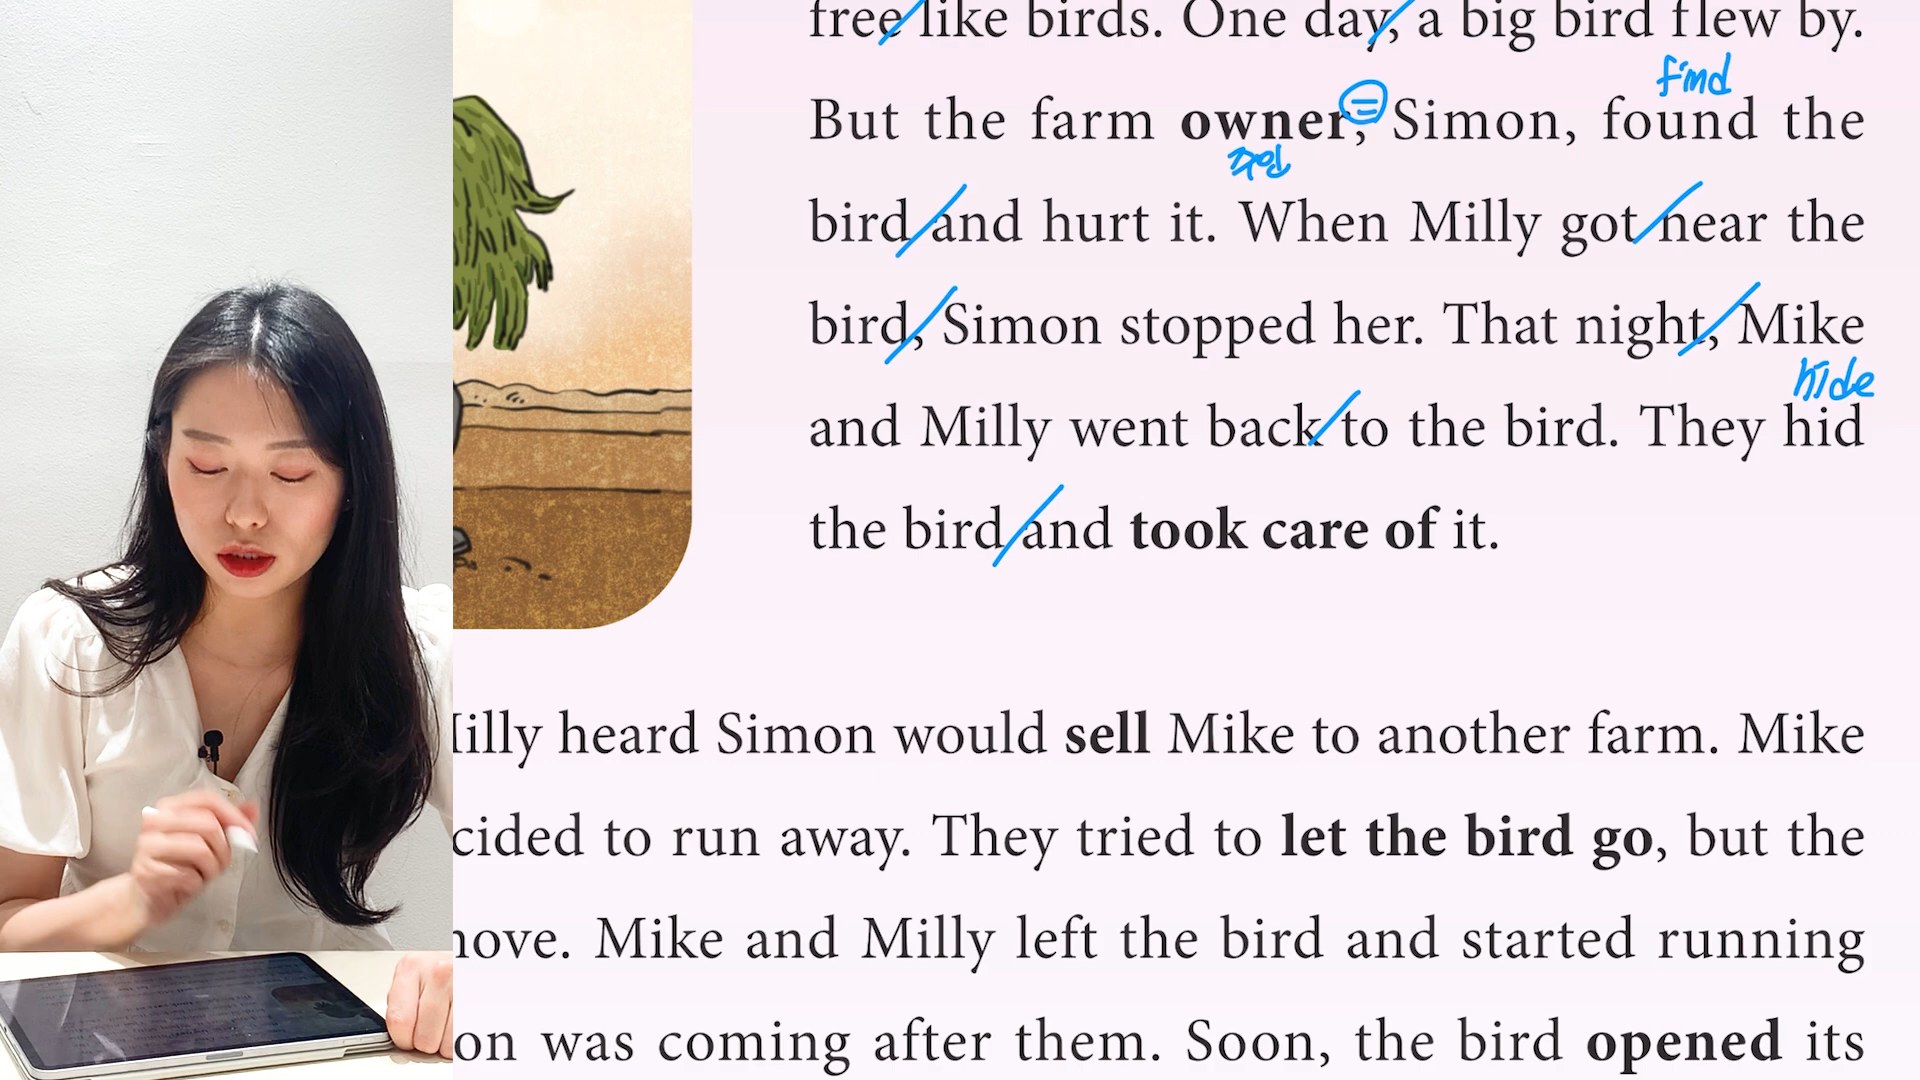 free like birds. One day, a big bird flew by.
find
But the farm owner, = Simon, found the
주인
bird and hurt it. When Milly got near the
bird, Simon stopped her. That night, Mike
hide
and Milly went back to the bird. They hid
the bird and took care of it.
Milly heard Simon would sell Mike to another farm. Mike
cided to run away. They tried to let the bird go, but the
move. Mike and Milly left the bird and started running
on was coming after them. Soon, the bird opened its